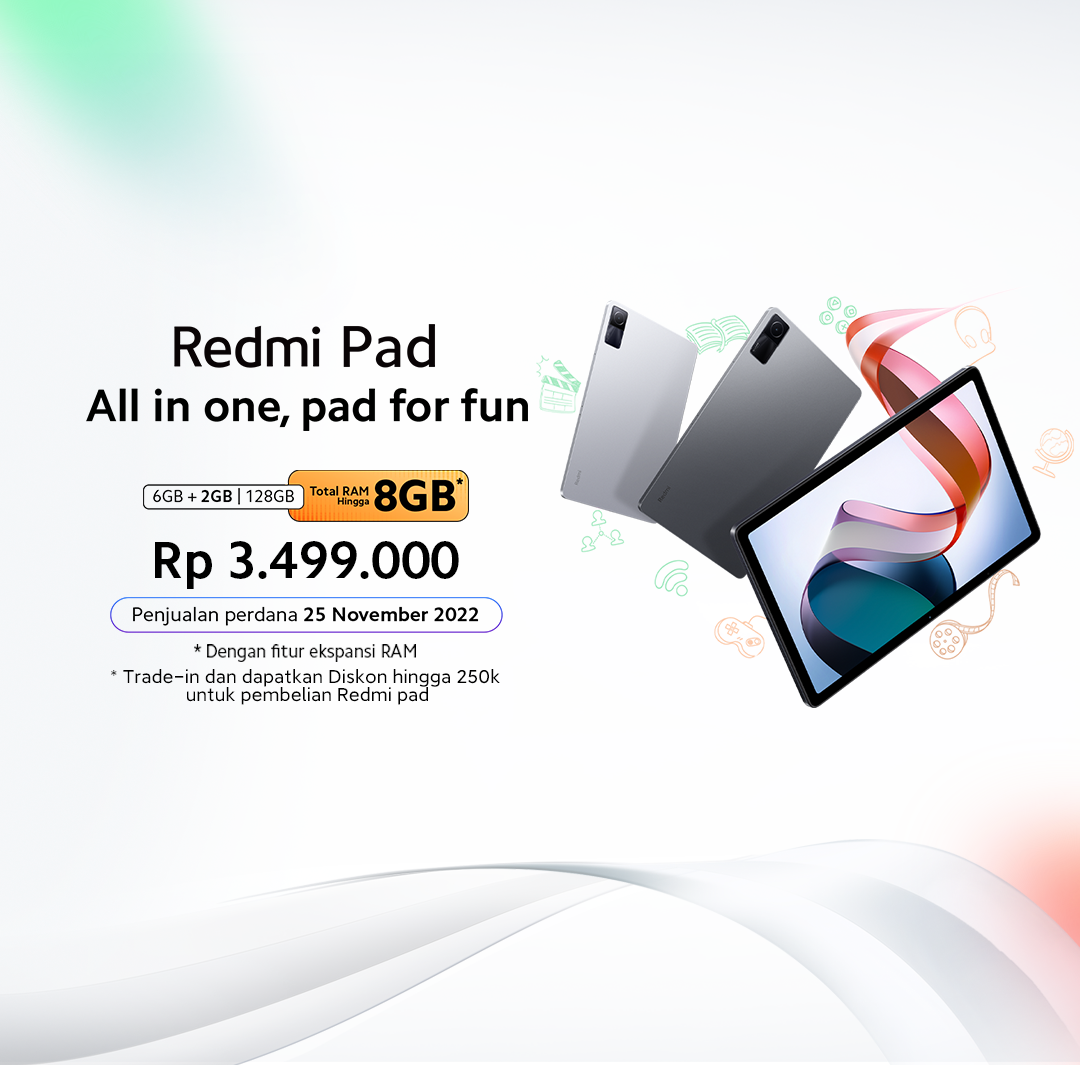 Redmi Pad
All in one, pad for fun
6GB + 2GB | 128GB
Total RAM
Hingga
8GB*
Rp 3.499.000
Penjualan perdana 25 November 2022
* Dengan fitur ekspansi RAM
* Trade-in dan dapatkan Diskon hingga 250k
untuk pembelian Redmi pad